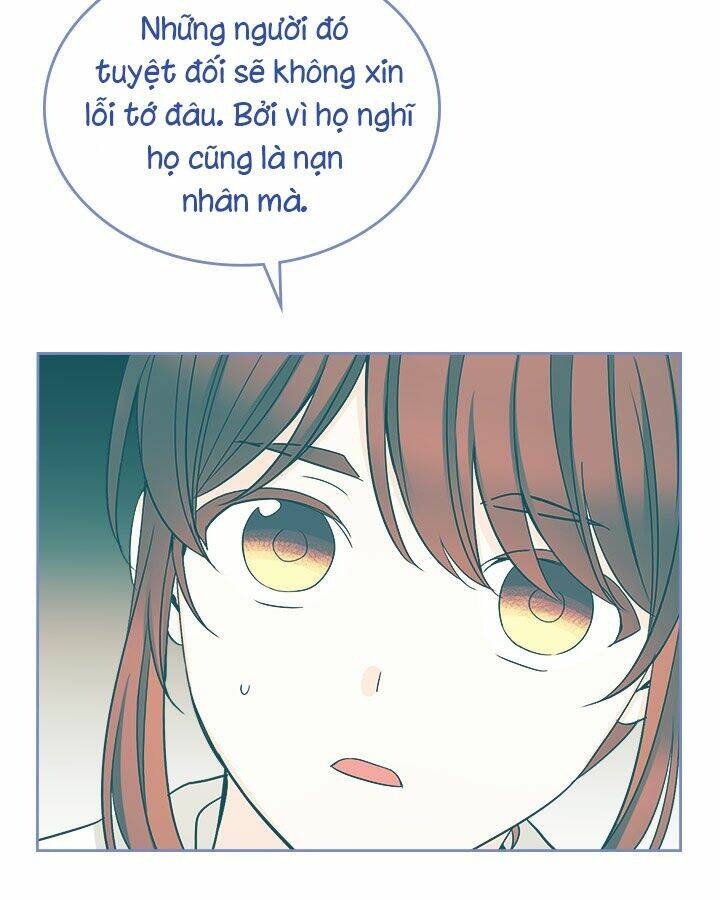 Những người đó
tuyệt đối sẽ không xin
lỗi tớ đâu. Bởi vì họ nghĩ
họ cũng là nạn
nhân mà.